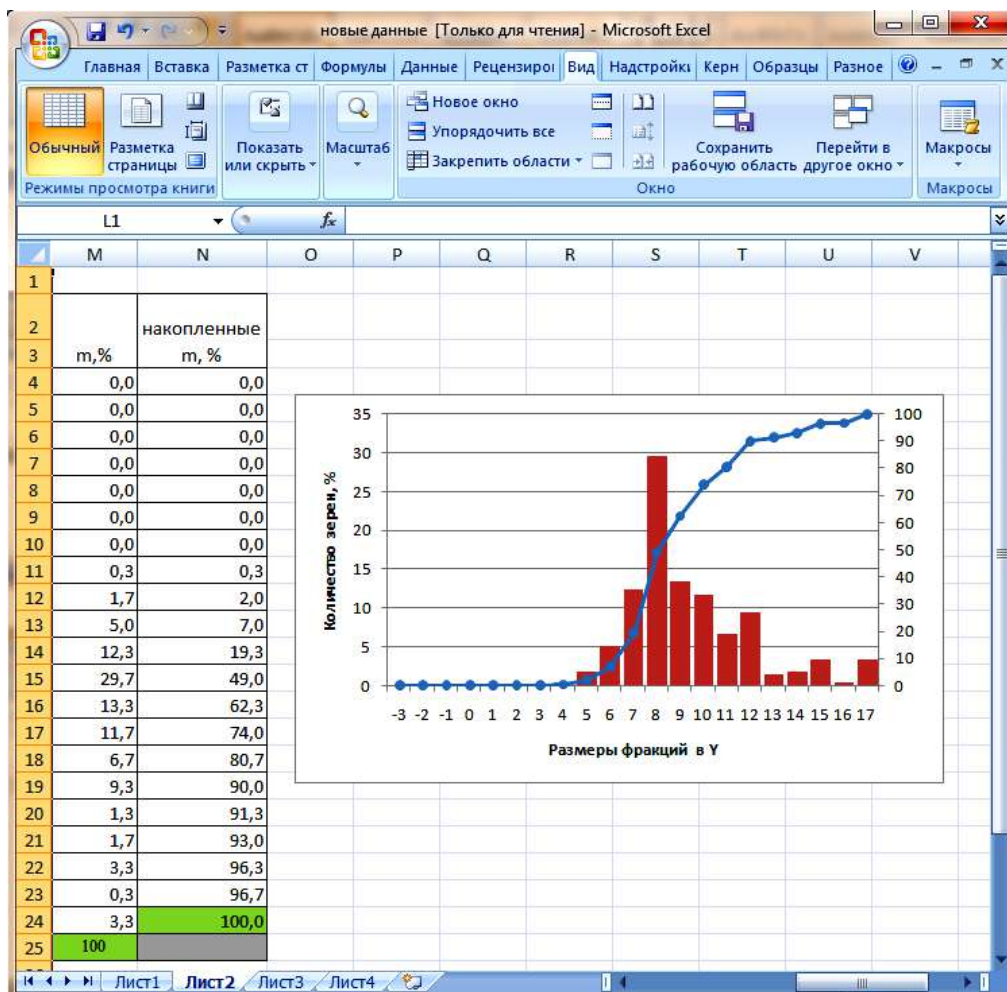 новые данные [Только для чтения] - Microsoft Excel
Главная Вставка Разметка ст Формулы Данные Рецензиров Вид Надстройки Керн Образцы Разное
Обычный Разметка страницы
Показать или скрыть
Масштаб
Новое окно
Упорядочить все
Закрепить области
Сохранить рабочую область
Перейти в другое окно
Макросы
Режимы просмотра книги Окно Макросы
L1 fx
M N O P Q R S T U V
1
2 накопленные
3 m,% m, %
4 0,0 0,0
5 0,0 0,0
6 0,0 0,0
7 0,0 0,0
8 0,0 0,0
9 0,0 0,0
10 0,0 0,0
11 0,3 0,3
12 1,7 2,0
13 5,0 7,0
14 12,3 19,3
15 29,7 49,0
16 13,3 62,3
17 11,7 74,0
18 6,7 80,7
19 9,3 90,0
20 1,3 91,3
21 1,7 93,0
22 3,3 96,3
23 0,3 96,7
24 3,3 100,0
25 100
Количество зерен, %
35 100
30 90
25 80
20 70
15 60
10 50
5 40
0 30
20
10
0
-3 -2 -1 0 1 2 3 4 5 6 7 8 9 10 11 12 13 14 15 16 17
Размеры фракций в Y
Лист1 Лист2 Лист3 Лист4